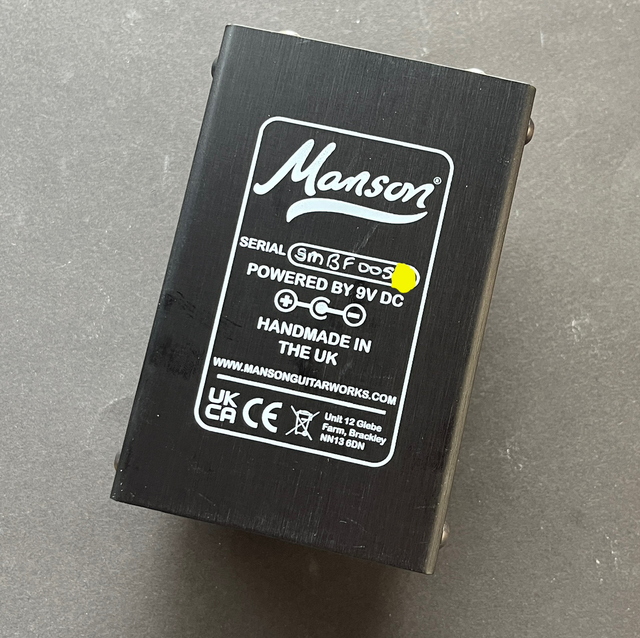 Manson®
SERIAL SMBF005
POWERED BY 9V DC
HANDMADE IN
THE UK
WWW.MANSONGUITARWORKS.COM
UK
CA CE
Unit 12 Glebe
Farm, Brackley
NN13 6DN